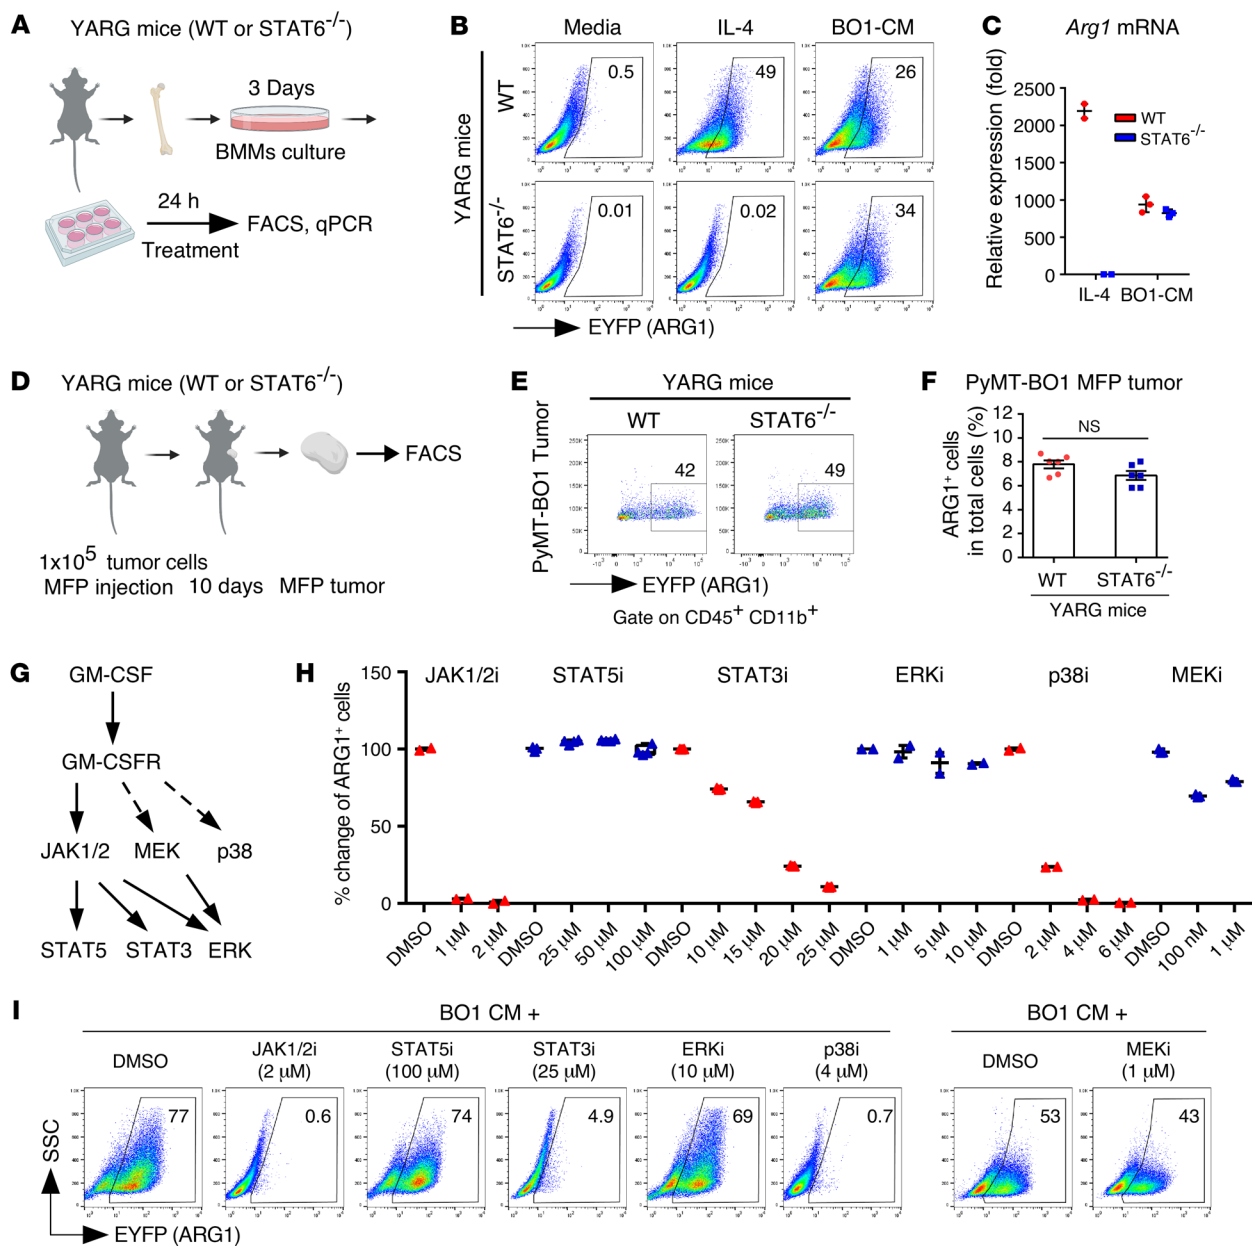 A
YARG mice (WT or STAT6-/-)
3 Days
BMMs culture
24 h
Treatment
FACS, qPCR
B
Media
IL-4
BO1-CM
YARG mice
WT
0.5
49
26
STAT6-/-
0.01
0.02
34
EYFP (ARG1)
C
Arg1 mRNA
Relative expression (fold)
2500
2000
1500
1000
500
0
WT
STAT6-/-
IL-4
BO1-CM
D
YARG mice (WT or STAT6-/-)
FACS
1x105 tumor cells
MFP injection
10 days
MFP tumor
E
YARG mice
WT
STAT6-/-
PyMT-BO1 Tumor
250K
200K
150K
100K
50K
0
42
49
EYFP (ARG1)
Gate on CD45+ CD11b+
F
PyMT-BO1 MFP tumor
ARG1+ cells
in total cells (%)
12
10
8
6
4
2
0
NS
WT
STAT6-/-
YARG mice
G
GM-CSF
GM-CSFR
JAK1/2
MEK
p38
STAT5
STAT3
ERK
H
% change of ARG1+ cells
150
100
50
0
JAK1/2i
STAT5i
STAT3i
ERKi
p38i
MEKi
DMSO
1 µM
2 µM
DMSO
25 µM
50 µM
100 µM
DMSO
10 µM
15 µM
20 µM
25 µM
DMSO
1 µM
5 µM
10 µM
DMSO
2 µM
4 µM
6 µM
DMSO
100 nM
1 µM
I
BO1 CM +
DMSO
JAK1/2i
(2 µM)
STAT5i
(100 µM)
STAT3i
(25 µM)
ERKi
(10 µM)
p38i
(4 µM)
BO1 CM +
DMSO
MEKi
(1 µM)
77
0.6
74
4.9
69
0.7
53
43
SSC
EYFP (ARG1)